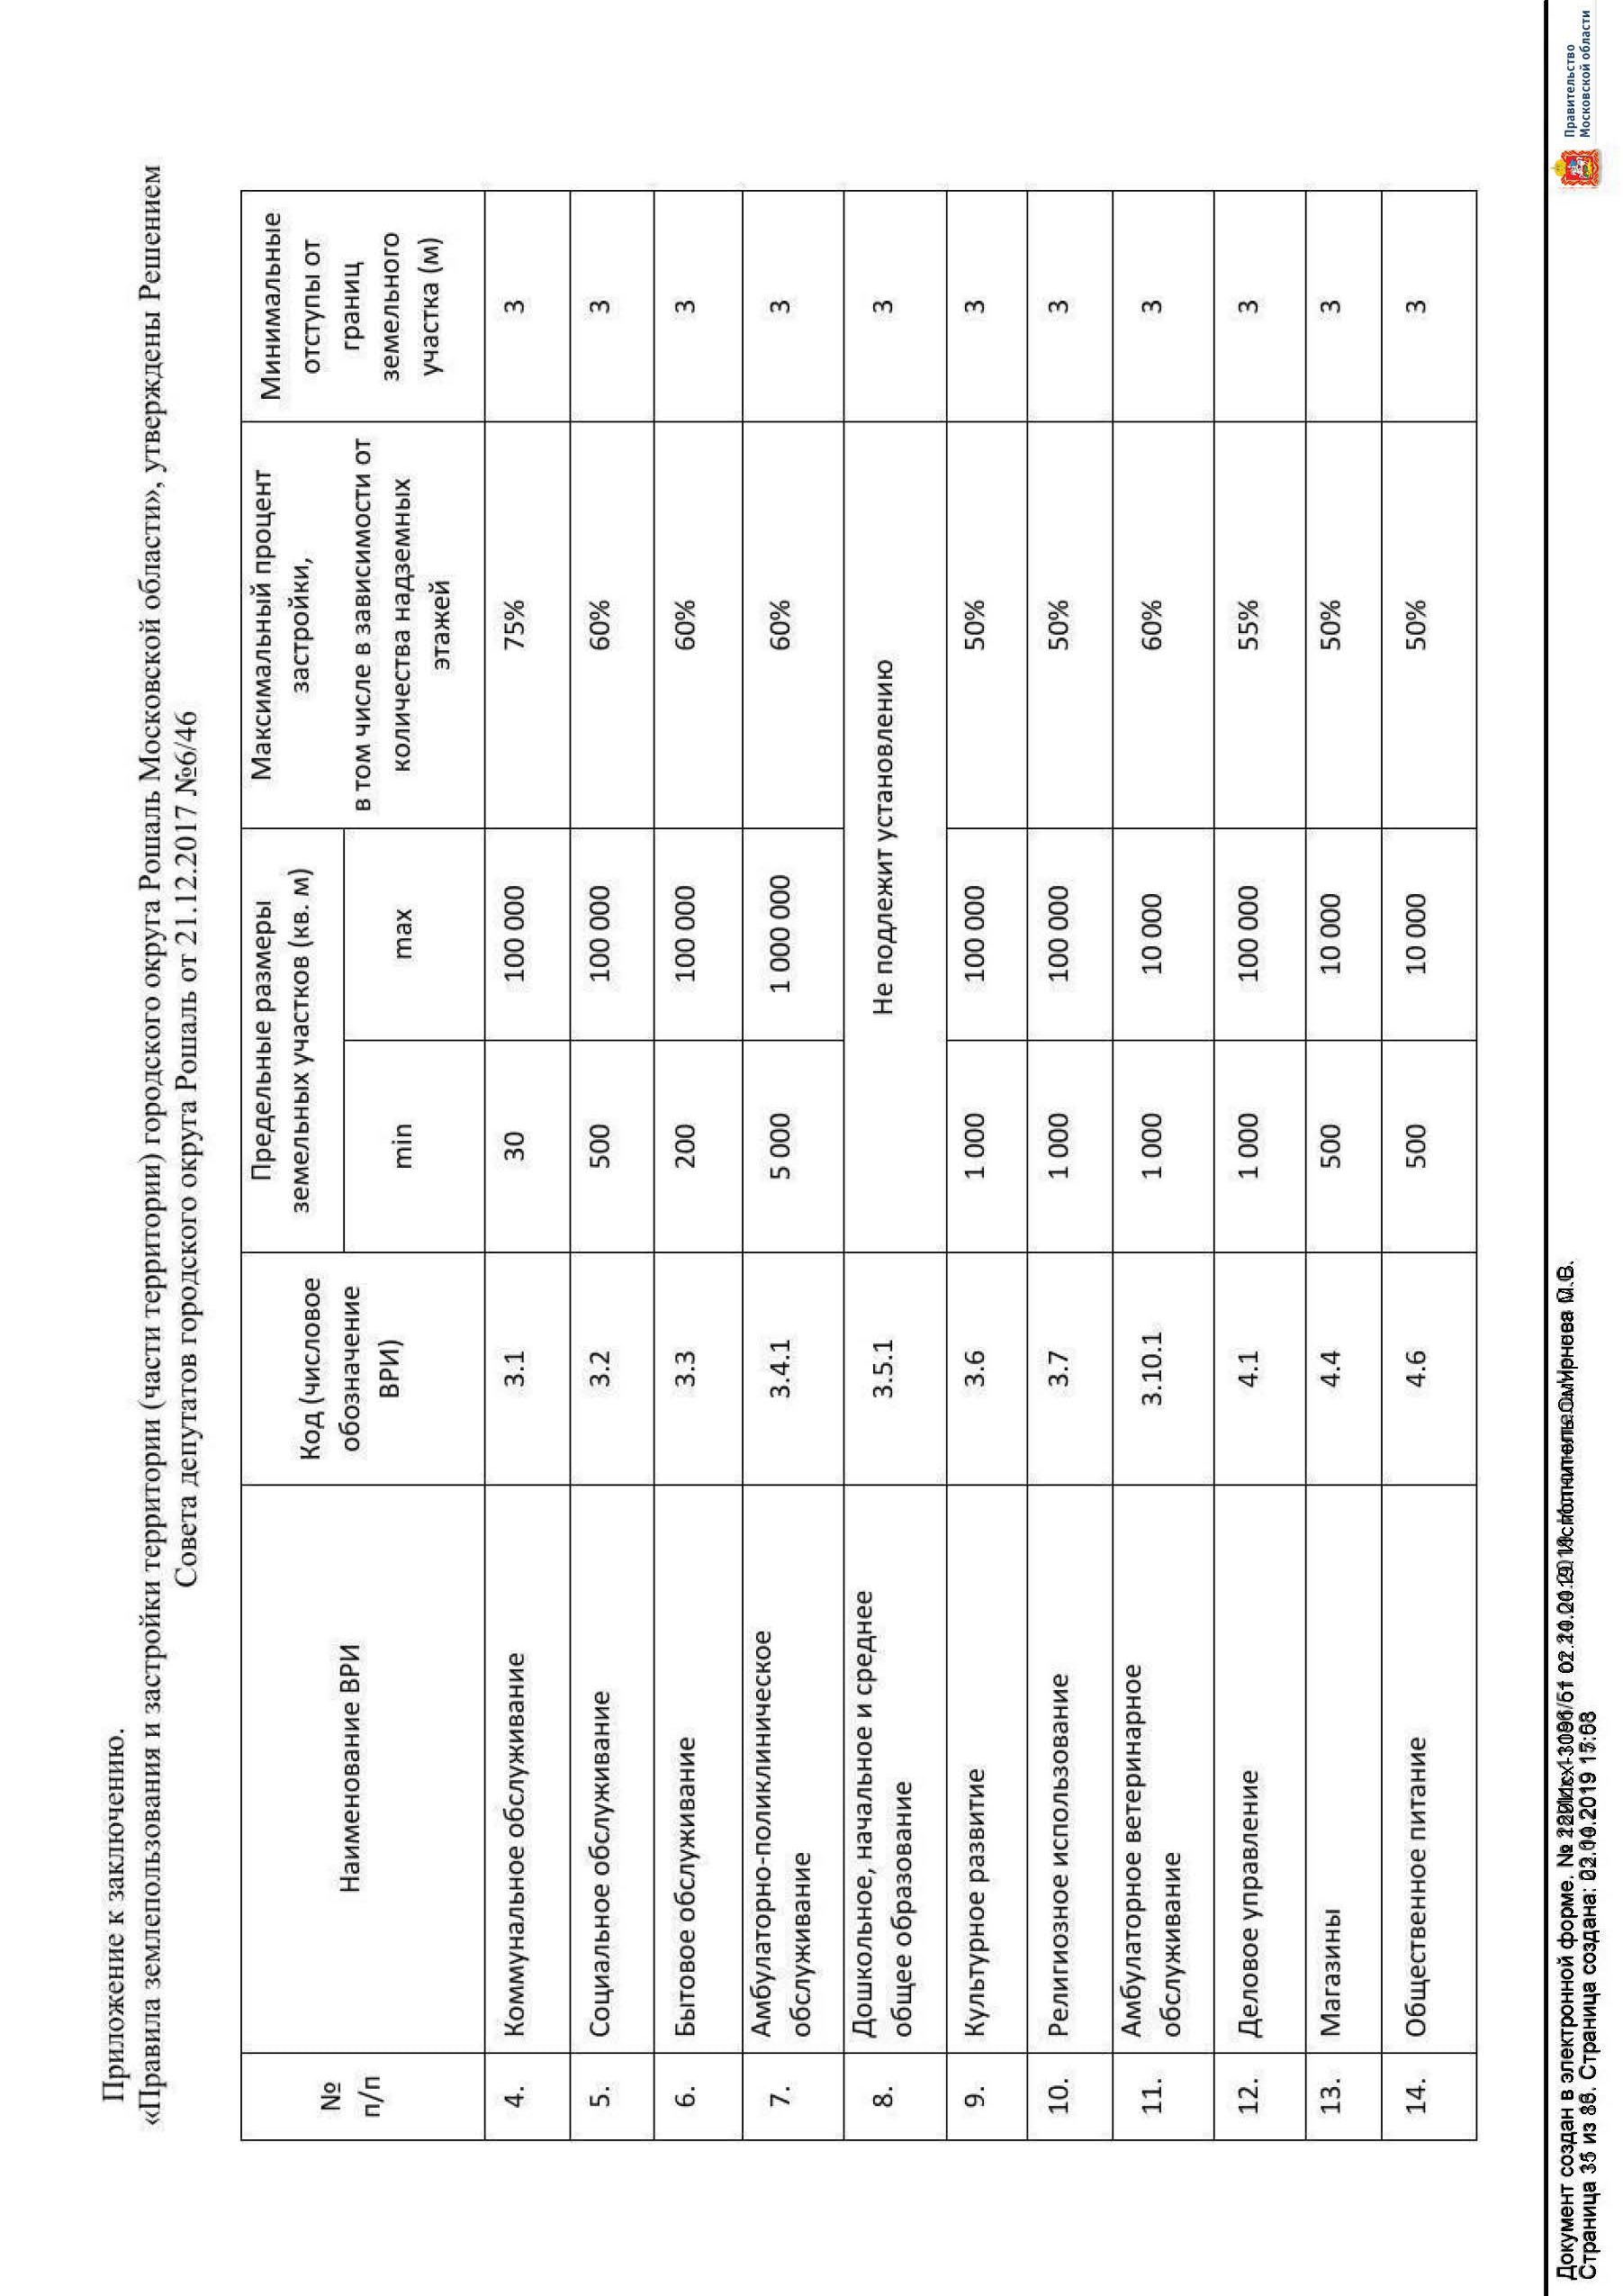 Приложение к заключению.
«Правила землепользования и застройки территории (части территории) городского округа Рошаль Московской области», утверждены Решением
Совета депутатов городского округа Рошаль от 21.12.2017 №6/46
№
п/п
Наименование ВРИ
Код (числовое
обозначение
ВРИ)
Предельные размеры
земельных участков (кв. м)
min
max
Максимальный процент
застройки,
в том числе в зависимости от
количества надземных
этажей
Минимальные
отступы от
границ
земельного
участка (м)
4. Коммунальное обслуживание 3.1 30 100 000 75% 3
5. Социальное обслуживание 3.2 500 100 000 60% 3
6. Бытовое обслуживание 3.3 200 100 000 60% 3
7. Амбулаторно-поликлиническое
обслуживание 3.4.1 5 000 1 000 000 60% 3
8. Дошкольное, начальное и среднее
общее образование 3.5.1 Не подлежит установлению 3
9. Культурное развитие 3.6 1 000 100 000 50% 3
10. Религиозное использование 3.7 1 000 100 000 50% 3
11. Амбулаторное ветеринарное
обслуживание 3.10.1 1 000 10 000 60% 3
12. Деловое управление 4.1 1 000 100 000 55% 3
13. Магазины 4.4 500 10 000 50% 3
14. Общественное питание 4.6 500 10 000 50% 3
Документ создан в электронной форме. №
Страница из Страница создана:
Правительство
Московской области